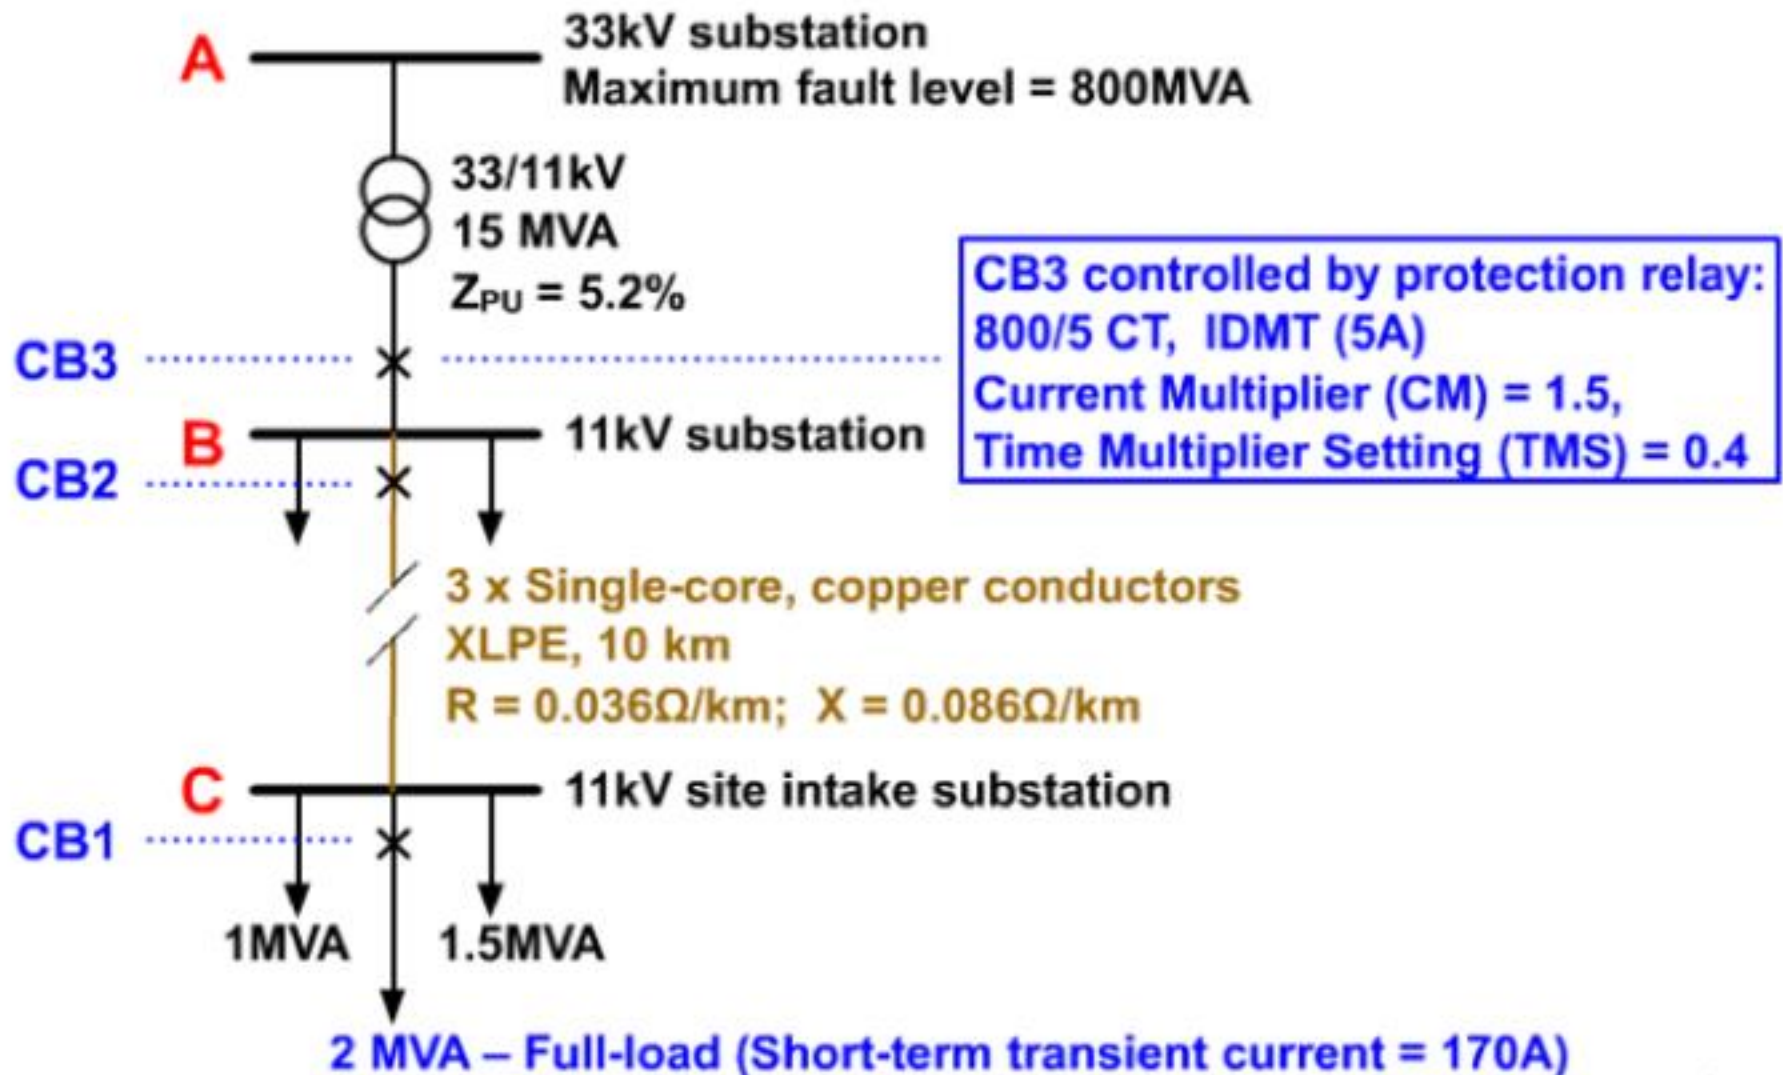 A
33kV substation
Maximum fault level = 800MVA
33/11kV
15 MVA
ZPU = 5.2%
CB3 controlled by protection relay:
800/5 CT, IDMT (5A)
Current Multiplier (CM) = 1.5,
Time Multiplier Setting (TMS) = 0.4
CB3
B
11kV substation
CB2
3 x Single-core, copper conductors
XLPE, 10 km
R = 0.036Ω/km; X = 0.086Ω/km
C
11kV site intake substation
CB1
1MVA
1.5MVA
2 MVA – Full-load (Short-term transient current = 170A)